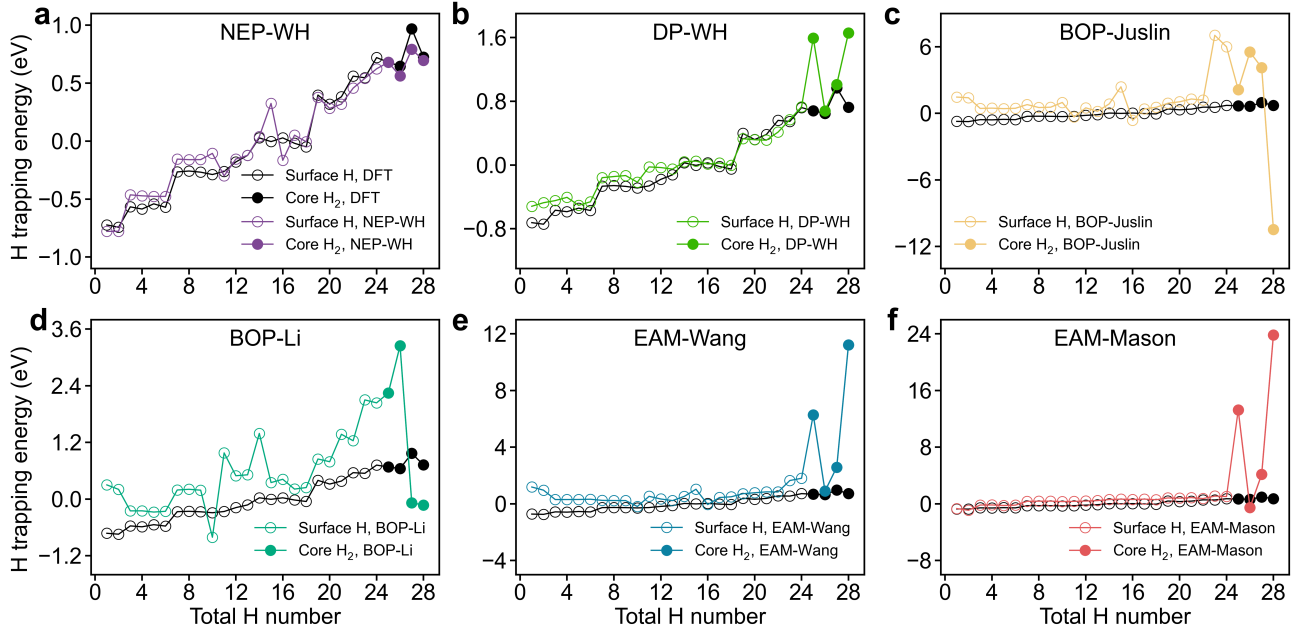 a
NEP-WH
H trapping energy (eV)
1.0
0.5
0.0
−0.5
−1.0
Surface H, DFT
Core H2, DFT
Surface H, NEP-WH
Core H2, NEP-WH
0 4 8 12 16 20 24 28
b
DP-WH
1.6
0.8
0.0
−0.8
Surface H, DP-WH
Core H2, DP-WH
0 4 8 12 16 20 24 28
c
BOP-Juslin
6
0
−6
−12
Surface H, BOP-Juslin
Core H2, BOP-Juslin
0 4 8 12 16 20 24 28
d
BOP-Li
H trapping energy (eV)
3.6
2.4
1.2
0.0
−1.2
Surface H, BOP-Li
Core H2, BOP-Li
0 4 8 12 16 20 24 28
Total H number
e
EAM-Wang
12
8
4
0
−4
Surface H, EAM-Wang
Core H2, EAM-Wang
0 4 8 12 16 20 24 28
Total H number
f
EAM-Mason
24
16
8
0
−8
Surface H, EAM-Mason
Core H2, EAM-Mason
0 4 8 12 16 20 24 28
Total H number